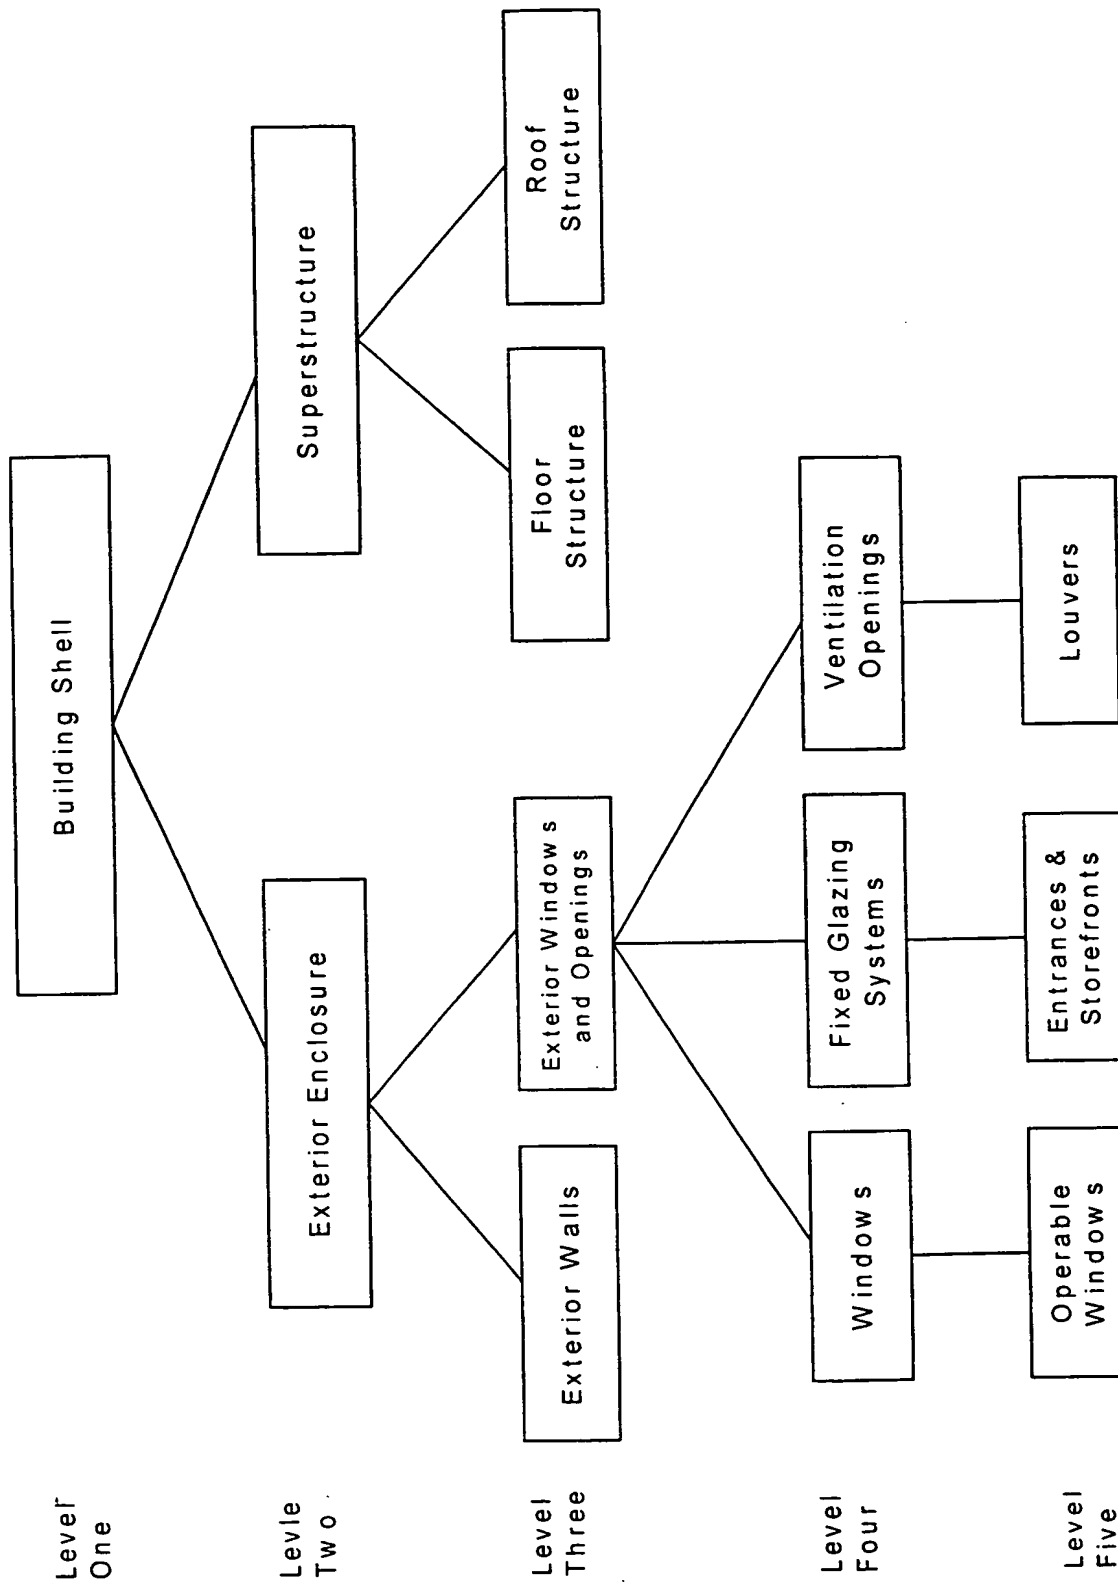 Level
One
Building Shell
Levle
Two
Exterior Enclosure
Superstructure
Level
Three
Exterior Walls
Exterior Windows
and Openings
Floor
Structure
Roof
Structure
Level
Four
Windows
Fixed Glazing
Systems
Ventilation
Openings
Level
Five
Operable
Windows
Entrances &
Storefronts
Louvers